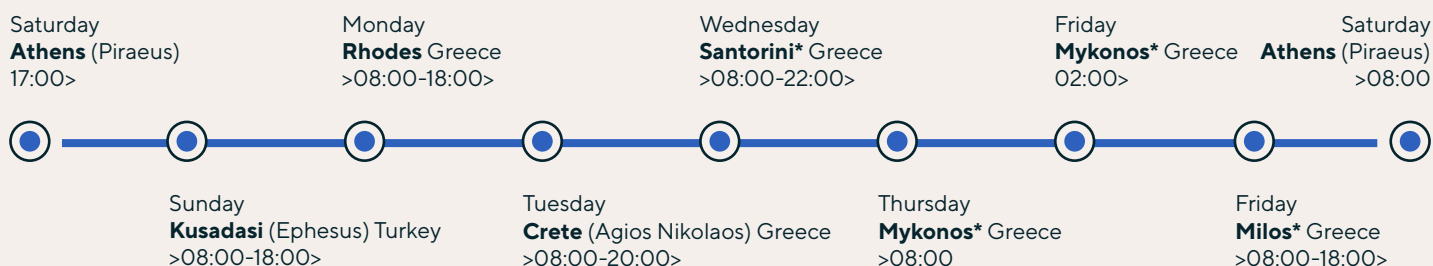 Saturday
Athens (Piraeus)
17:00>
Monday
Rhodes Greece
>08:00-18:00>
Wednesday
Santorini* Greece
>08:00-22:00>
Friday
Mykonos* Greece
02:00>
Saturday
Athens (Piraeus)
>08:00
Sunday
Kusadasi (Ephesus) Turkey
>08:00-18:00>
Tuesday
Crete (Agios Nikolaos) Greece
>08:00-20:00>
Thursday
Mykonos* Greece
>08:00
Friday
Milos* Greece
>08:00-18:00>